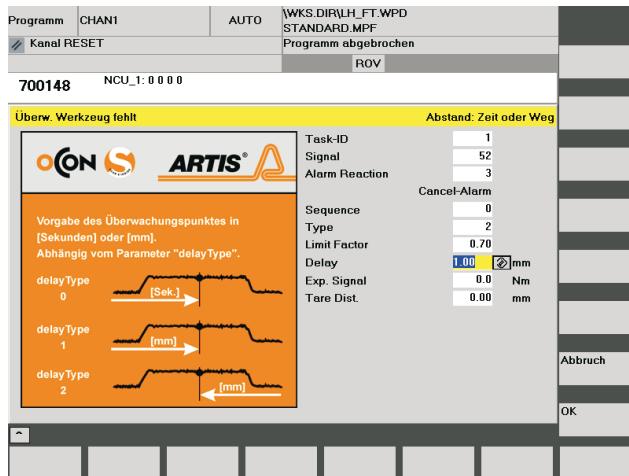 Programm CHAN1 AUTO \WKS.DIR\LH_FT.WPD
STANDARD.MPF
Kanal RESET Programm abgebrochen
ROV
700148 NCU_1: 0 0 0 0
Überw. Werkzeug fehlt Abstand: Zeit oder Weg
OCON S ARTIS®
Vorgabe des Überwachungspunktes in
[Sekunden] oder [mm].
Abhängig vom Parameter "delayType".
delayType
0
[Sek.]
delayType
1
[mm]
delayType
2
[mm]
Task-ID 1
Signal 52
Alarm Reaction 3
Cancel-Alarm
Sequence 0
Type 2
Limit Factor 0.70
Delay 1.00 mm
Exp. Signal 0.0 Nm
Tare Dist. 0.00 mm
Abbruch
OK
^